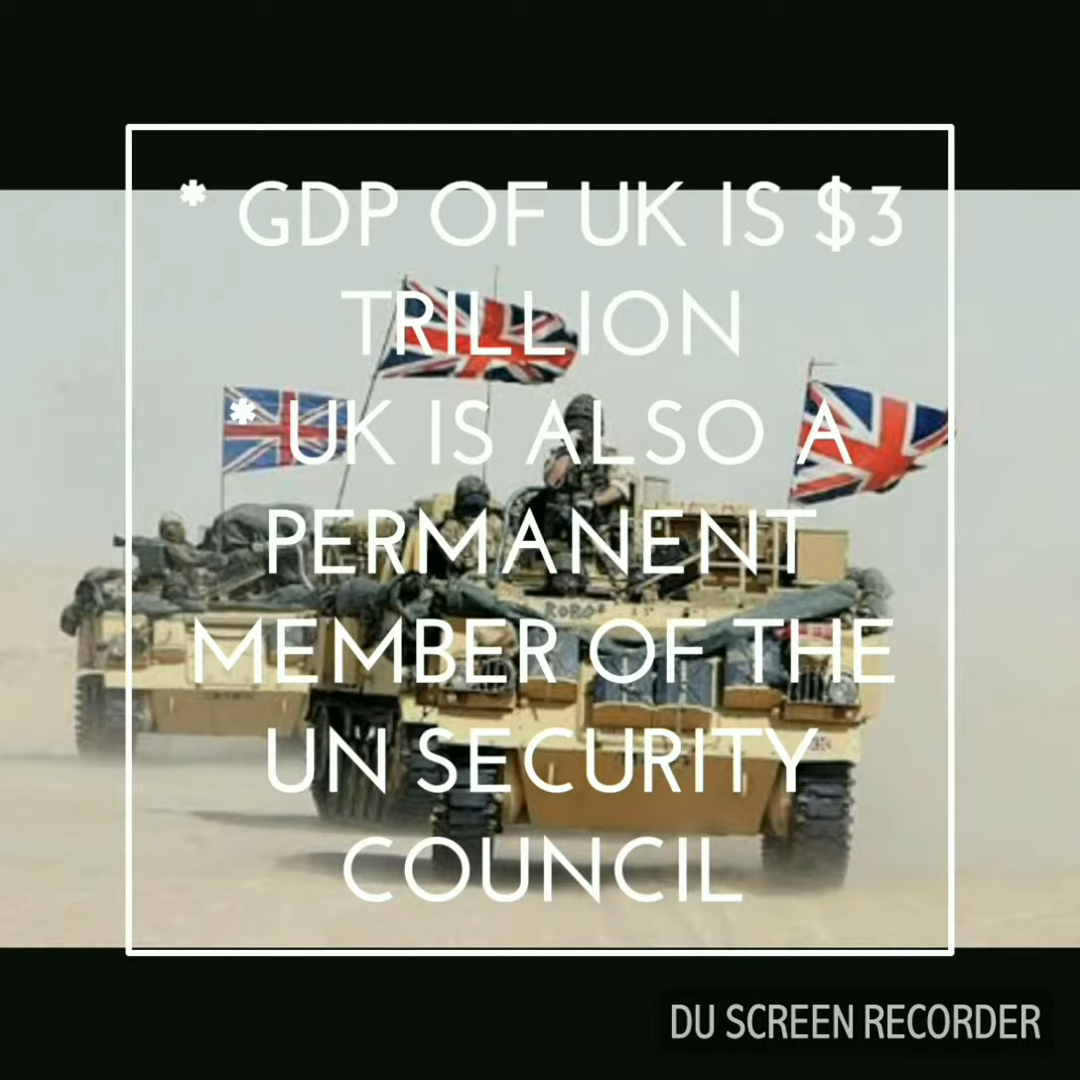 * GDP OF UK IS $3
TRILLION
* UK IS ALSO A
PERMANENT
MEMBER OF THE
UN SECURITY
COUNCIL
DU SCREEN RECORDER